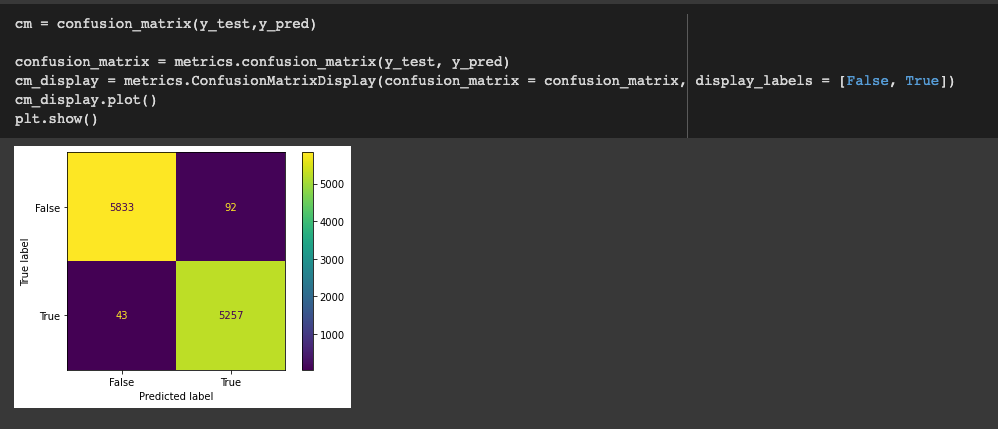 cm = confusion_matrix(y_test,y_pred)
confusion_matrix = metrics.confusion_matrix(y_test, y_pred)
cm_display = metrics.ConfusionMatrixDisplay(confusion_matrix = confusion_matrix, display_labels = [False, True])
cm_display.plot()
plt.show()
5000
False
5833
92
4000
3000
True label
2000
True
43
5257
1000
False
True
Predicted label